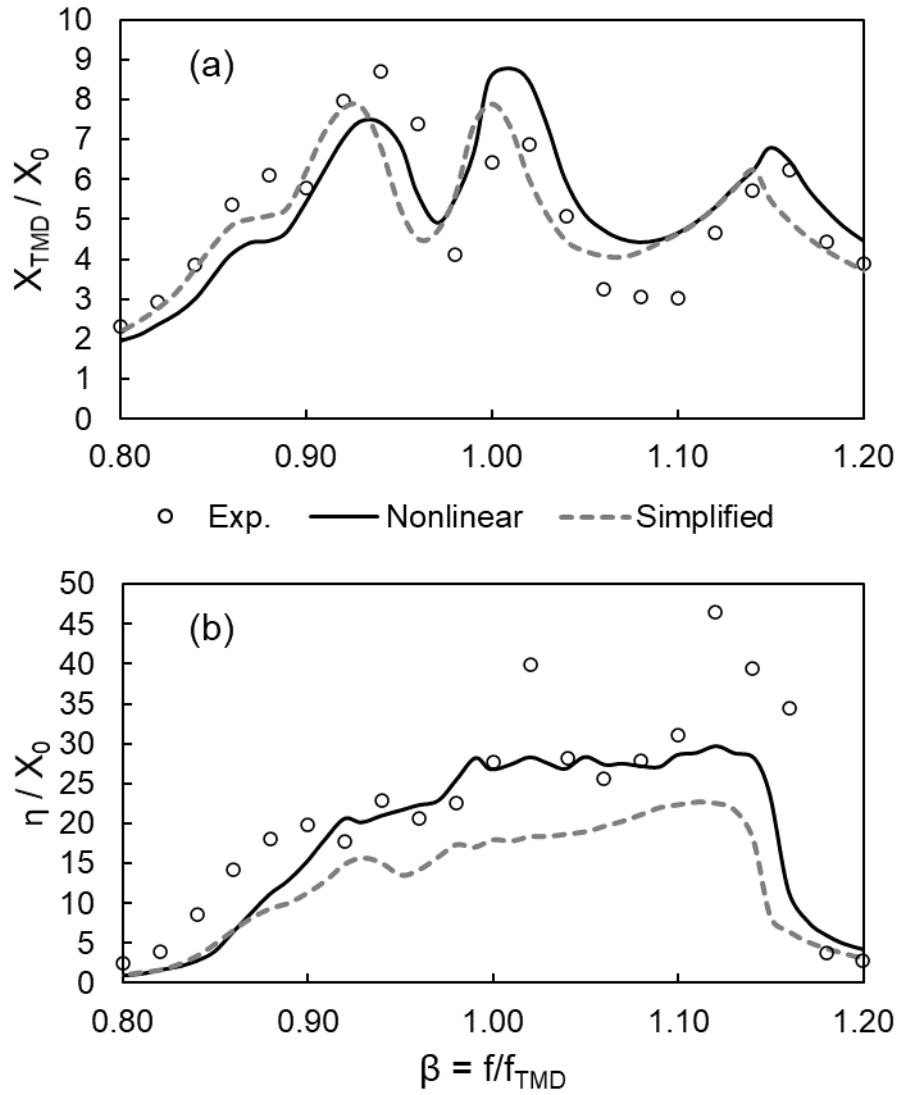 10
9
8
7
6
5
4
3
2
1
0
X_TMD / X_0
(a)
0.80 0.90 1.00 1.10 1.20
Exp. Nonlinear Simplified
50
45
40
35
30
25
20
15
10
5
0
η / X_0
(b)
0.80 0.90 1.00 1.10 1.20
β = f/f_TMD